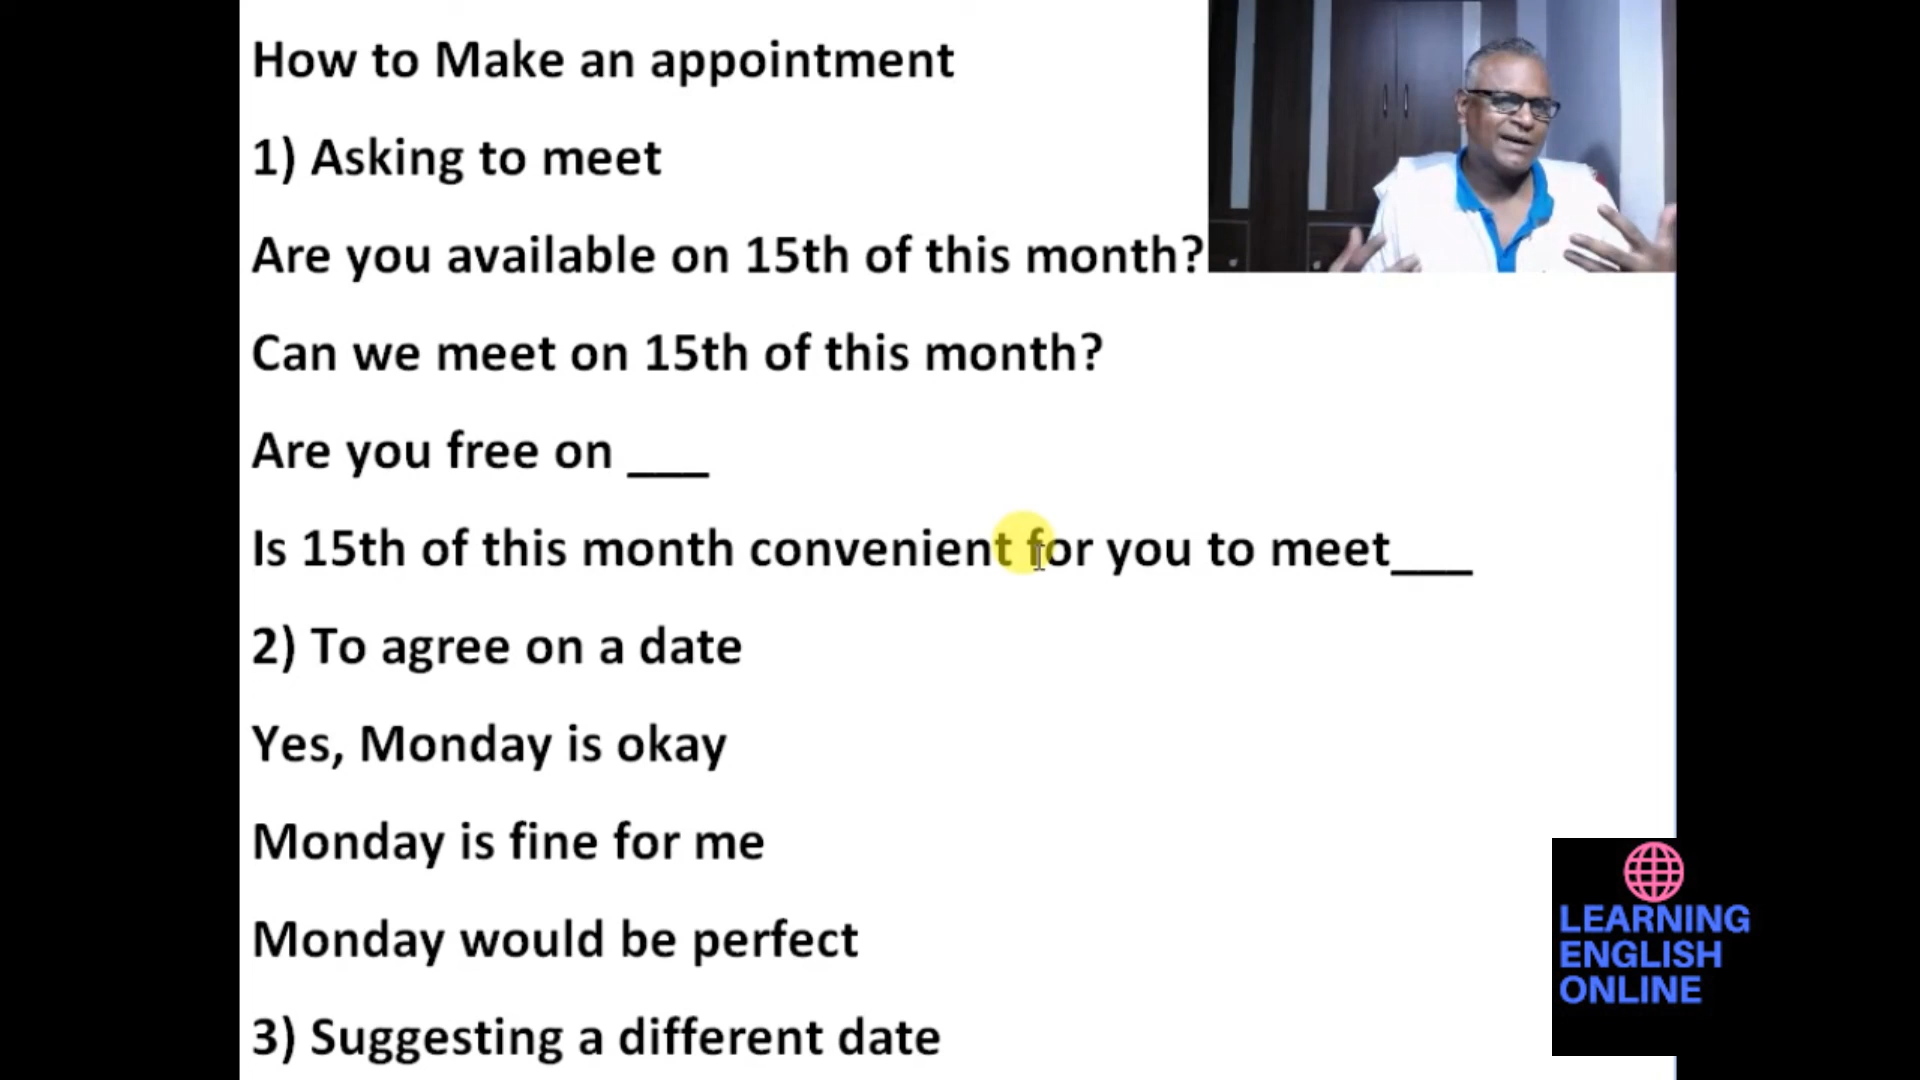 How to Make an appointment
1) Asking to meet
Are you available on 15th of this month?
Can we meet on 15th of this month?
Are you free on ___
Is 15th of this month convenient for you to meet___
2) To agree on a date
Yes, Monday is okay
Monday is fine for me
Monday would be perfect
3) Suggesting a different date
LEARNING
ENGLISH
ONLINE